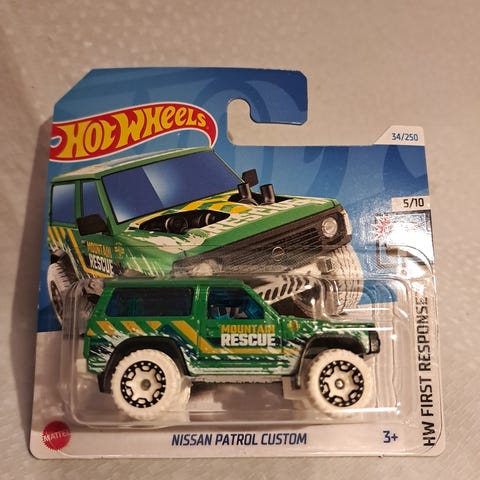 HOT WHEELS
34/250
5/10
HW FIRST RESPONSE
MOUNTAIN
RESCUE
MOUNTAIN
RESCUE
MATTEL
NISSAN PATROL CUSTOM
3+